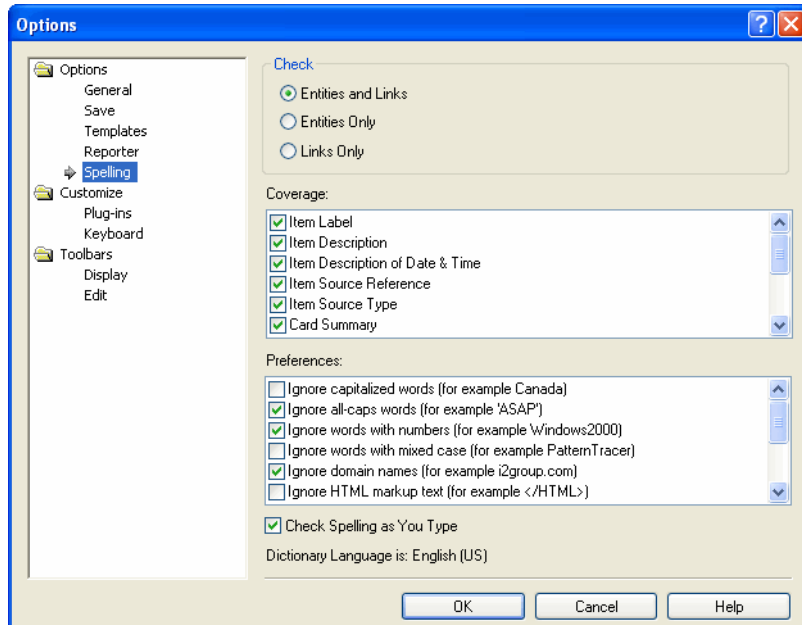 Options
Options
General
Save
Templates
Reporter
Spelling
Customize
Plug-ins
Keyboard
Toolbars
Display
Edit
Check
Entities and Links
Entities Only
Links Only
Coverage:
Item Label
Item Description
Item Description of Date & Time
Item Source Reference
Item Source Type
Card Summary
Preferences:
Ignore capitalized words (for example Canada)
Ignore all-caps words (for example 'ASAP')
Ignore words with numbers (for example Windows2000)
Ignore words with mixed case (for example PatternTracer)
Ignore domain names (for example i2group.com)
Ignore HTML markup text (for example </HTML>)
Check Spelling as You Type
Dictionary Language is: English (US)
OK Cancel Help